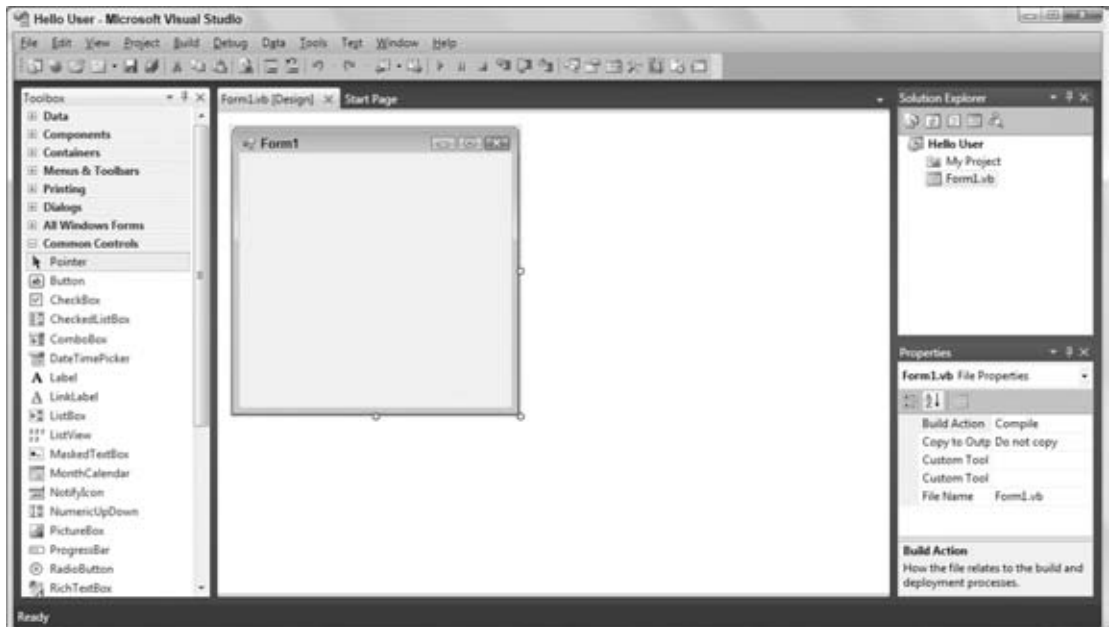 Hello User - Microsoft Visual Studio
File Edit View Project Build Debug Data Tools Test Window Help
Toolbox
Data
Components
Containers
Menus & Toolbars
Printing
Dialogs
All Windows Forms
Common Controls
Pointer
Button
CheckBox
CheckedListBox
ComboBox
DateTimePicker
A Label
A LinkLabel
ListBox
ListView
MaskedTextBox
MonthCalendar
NotifyIcon
NumericUpDown
PictureBox
ProgressBar
RadioButton
RichTextBox
Form1.vb [Design] Start Page
Form1
Solution Explorer
Hello User
My Project
Form1.vb
Properties
Form1.vb File Properties
Build Action Compile
Copy to Outp Do not copy
Custom Tool
Custom Tool
File Name Form1.vb
Build Action
How the file relates to the build and
deployment processes.
Ready